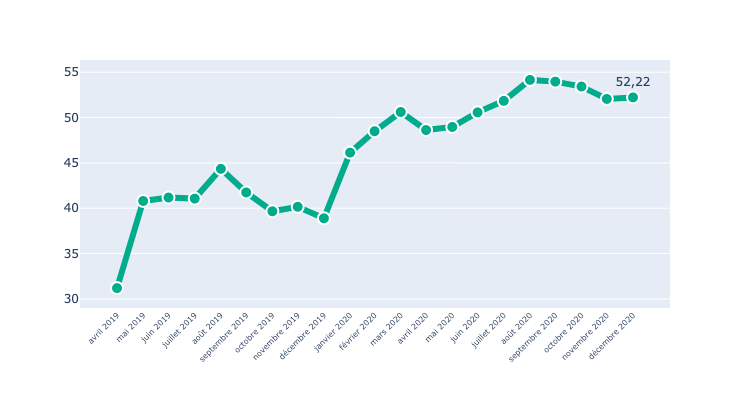 55
52,22
50
45
40
35
30
avril 2019
mai 2019
juin 2019
juillet 2019
août 2019
septembre 2019
octobre 2019
novembre 2019
décembre 2019
janvier 2020
février 2020
mars 2020
avril 2020
mai 2020
juin 2020
juillet 2020
août 2020
septembre 2020
octobre 2020
novembre 2020
décembre 2020